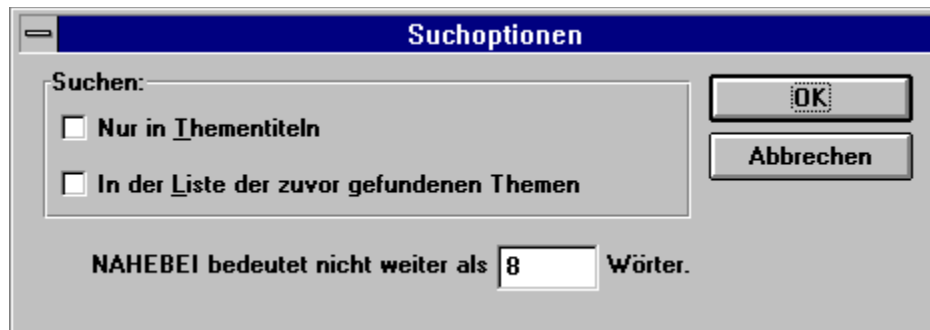 Suchoptionen
Suchen:
Nur in Thementiteln
In der Liste der zuvor gefundenen Themen
NAHEBEI bedeutet nicht weiter als 8 Wörter.
OK
Abbrechen